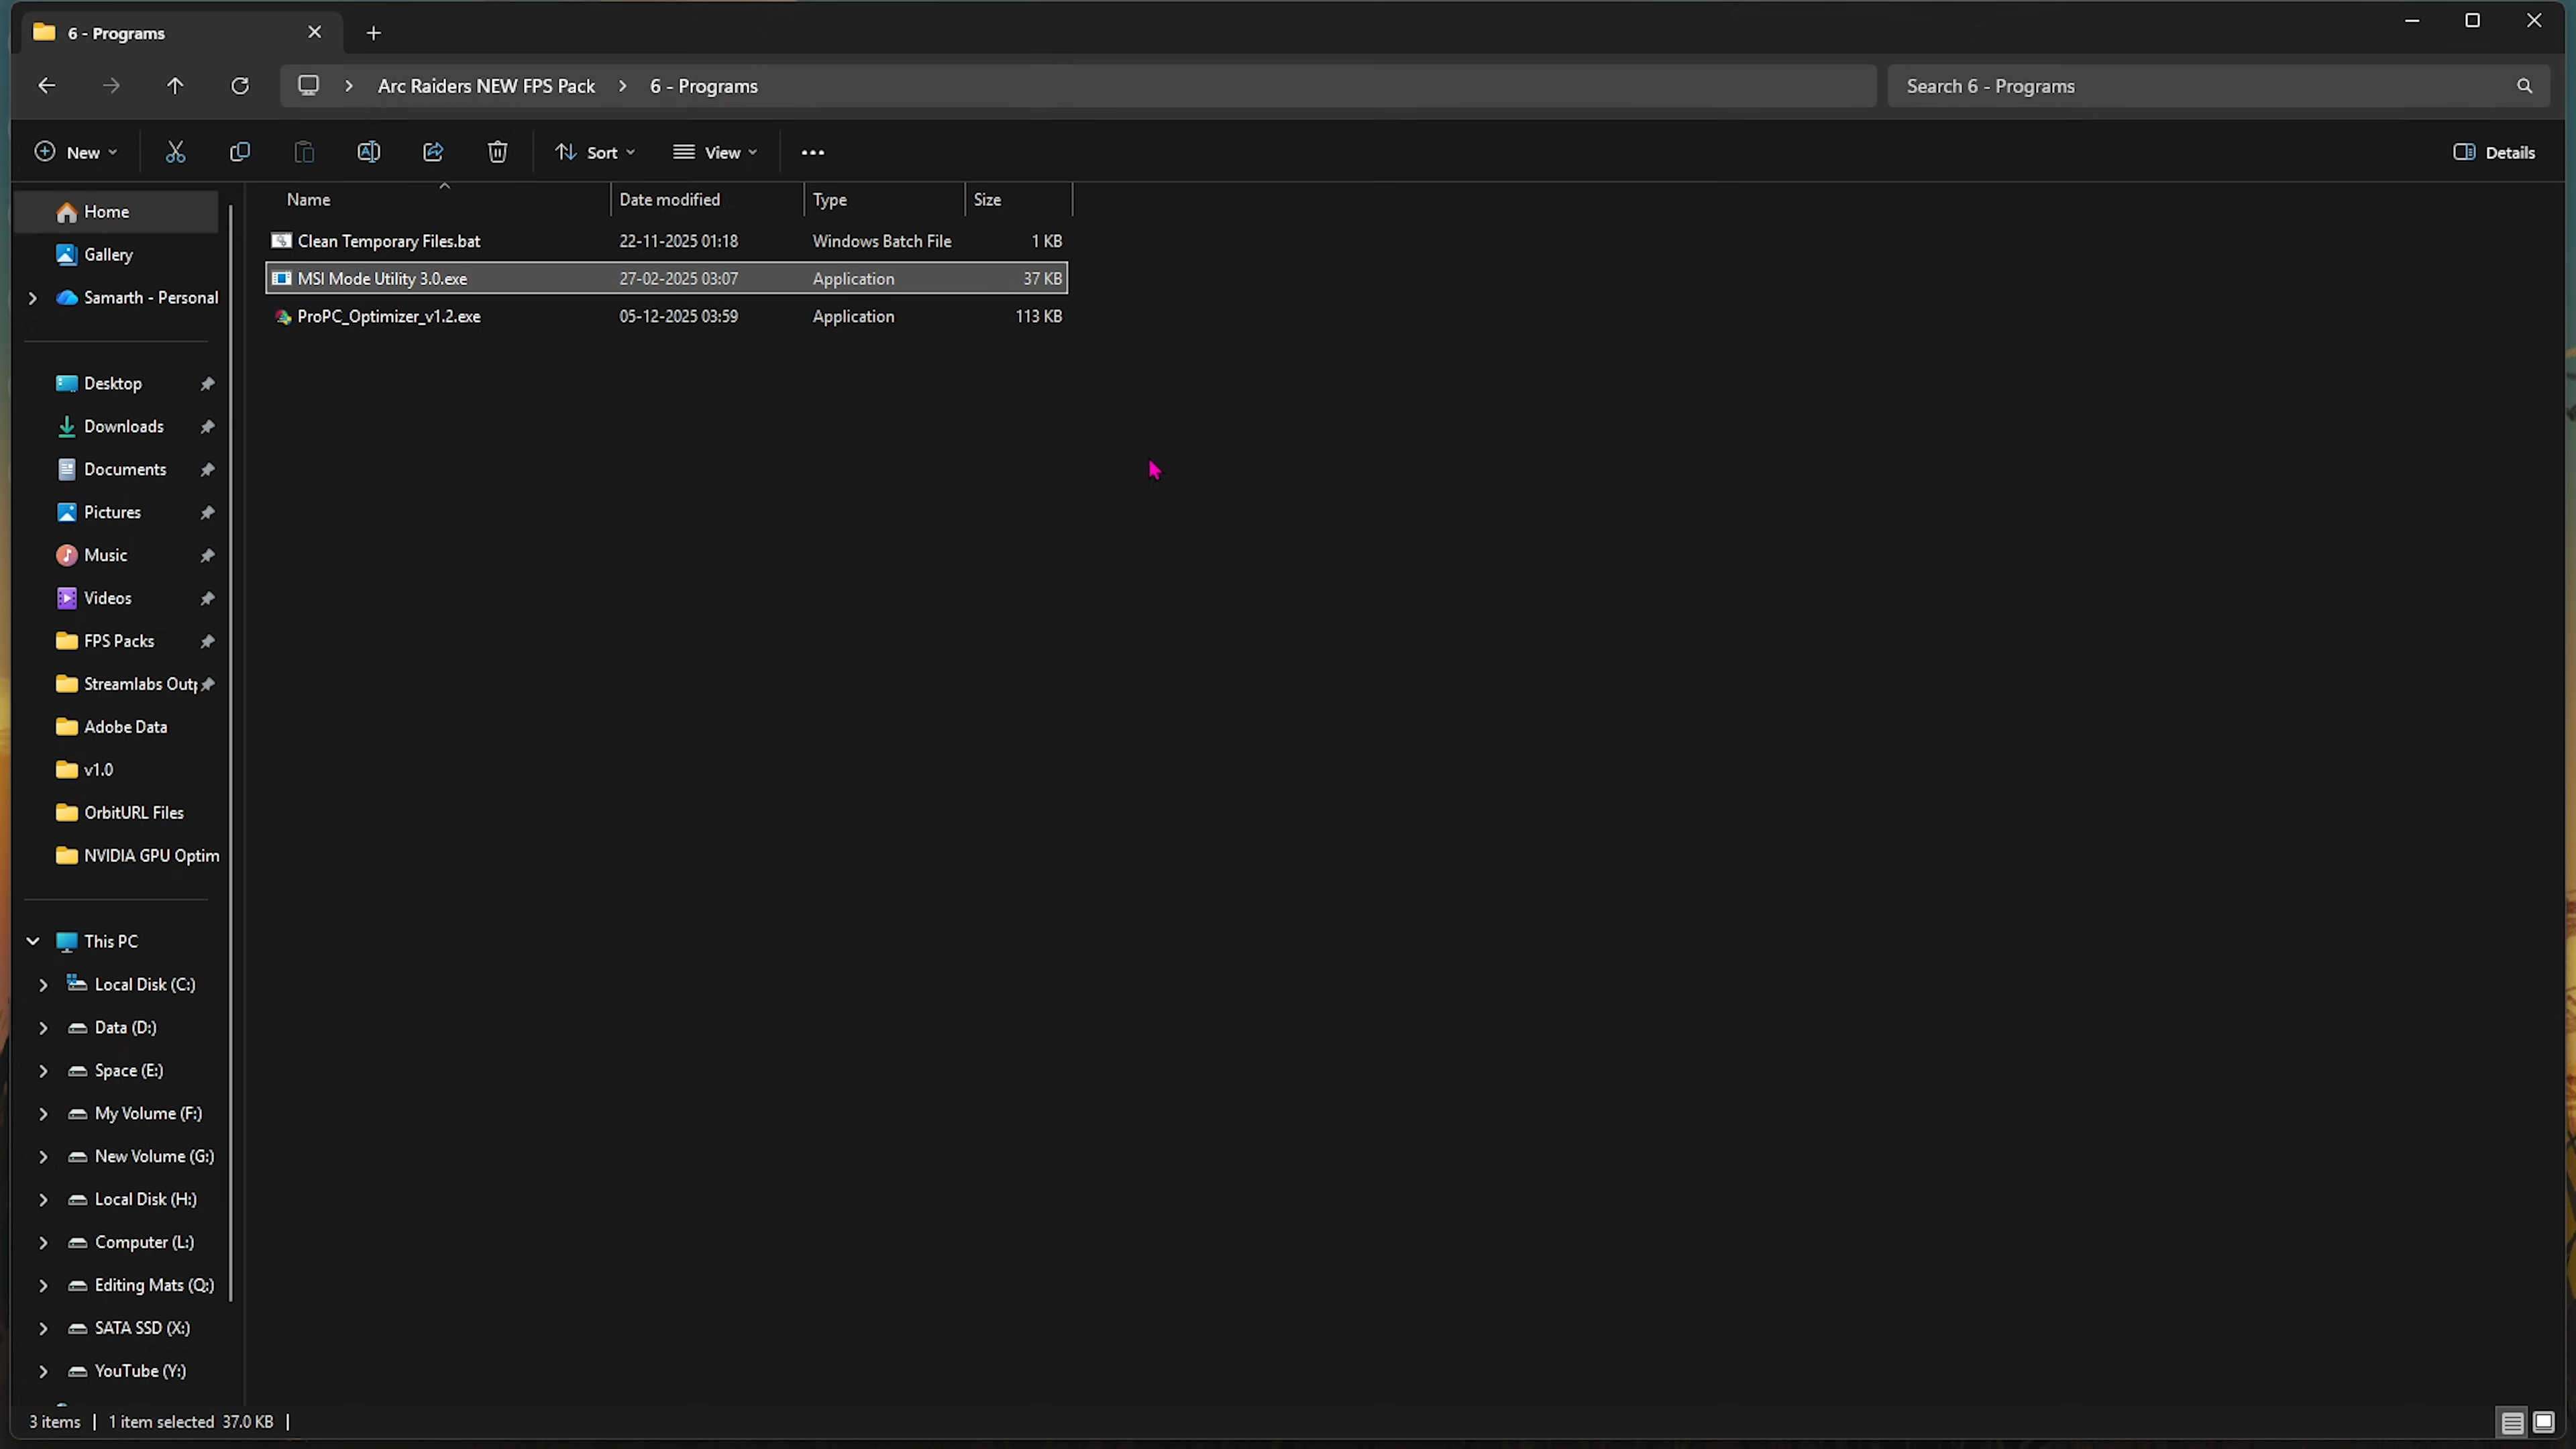 6 - Programs
Arc Raiders NEW FPS Pack > 6 - Programs
Search 6 - Programs
New
Sort
View
Details
Name Date modified Type Size
Clean Temporary Files.bat 22-11-2025 01:18 Windows Batch File 1 KB
MSI Mode Utility 3.0.exe 27-02-2025 03:07 Application 37 KB
ProPC_Optimizer_v1.2.exe 05-12-2025 03:59 Application 113 KB
Home
Gallery
Samarth - Personal
Desktop
Downloads
Documents
Pictures
Music
Videos
FPS Packs
Streamlabs Outp
Adobe Data
v1.0
OrbitURL Files
NVIDIA GPU Optim
This PC
Local Disk (C:)
Data (D:)
Space (E:)
My Volume (F:)
New Volume (G:)
Local Disk (H:)
Computer (L:)
Editing Mats (Q:)
SATA SSD (X:)
YouTube (Y:)
3 items | 1 item selected 37.0 KB |